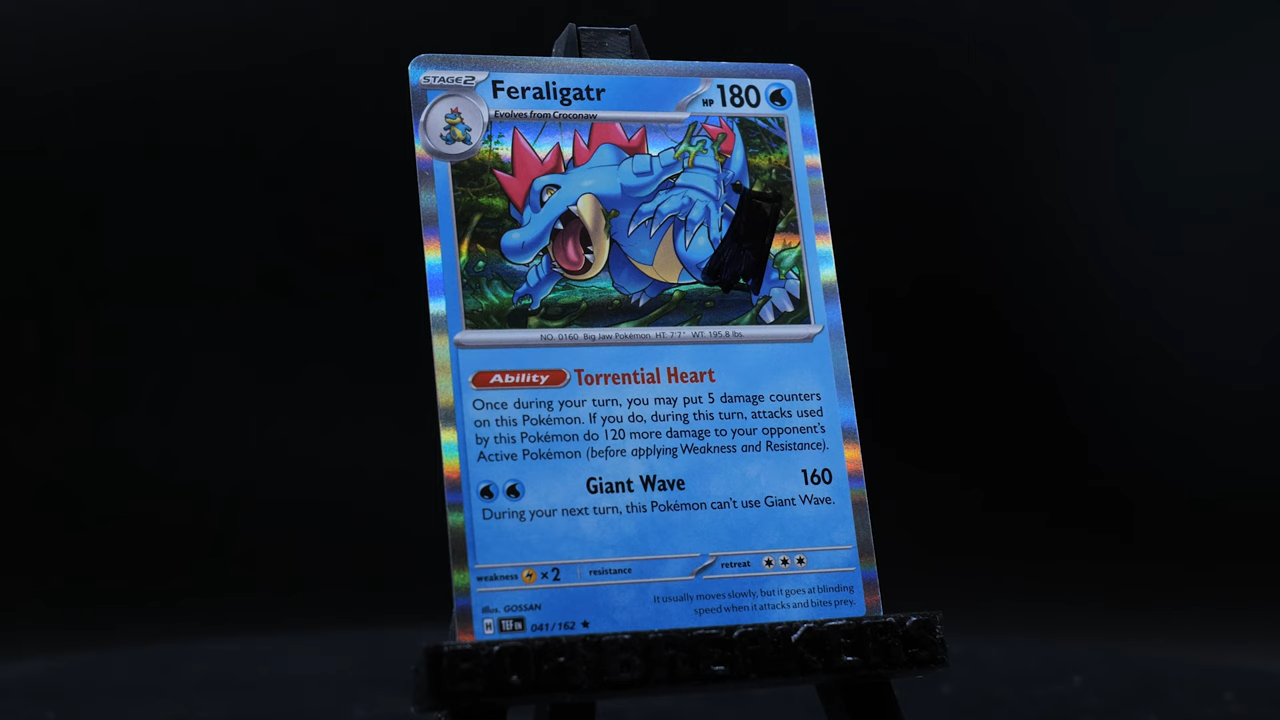 STAGE2
Feraligatr
HP 180
Evolves from Croconaw
NO. 0160 Big Jaw Pokémon HT: 7'7" WT: 195.8 lbs.
Ability Torrential Heart
Once during your turn, you may put 5 damage counters
on this Pokémon. If you do, during this turn, attacks used
by this Pokémon do 120 more damage to your opponent's
Active Pokémon (before applying Weakness and Resistance).
Giant Wave 160
During your next turn, this Pokémon can't use Giant Wave.
weakness ×2 resistance retreat
It usually moves slowly, but it goes at blinding
speed when it attacks and bites prey.
Illus. GOSSAN
H TEF EN 041/162